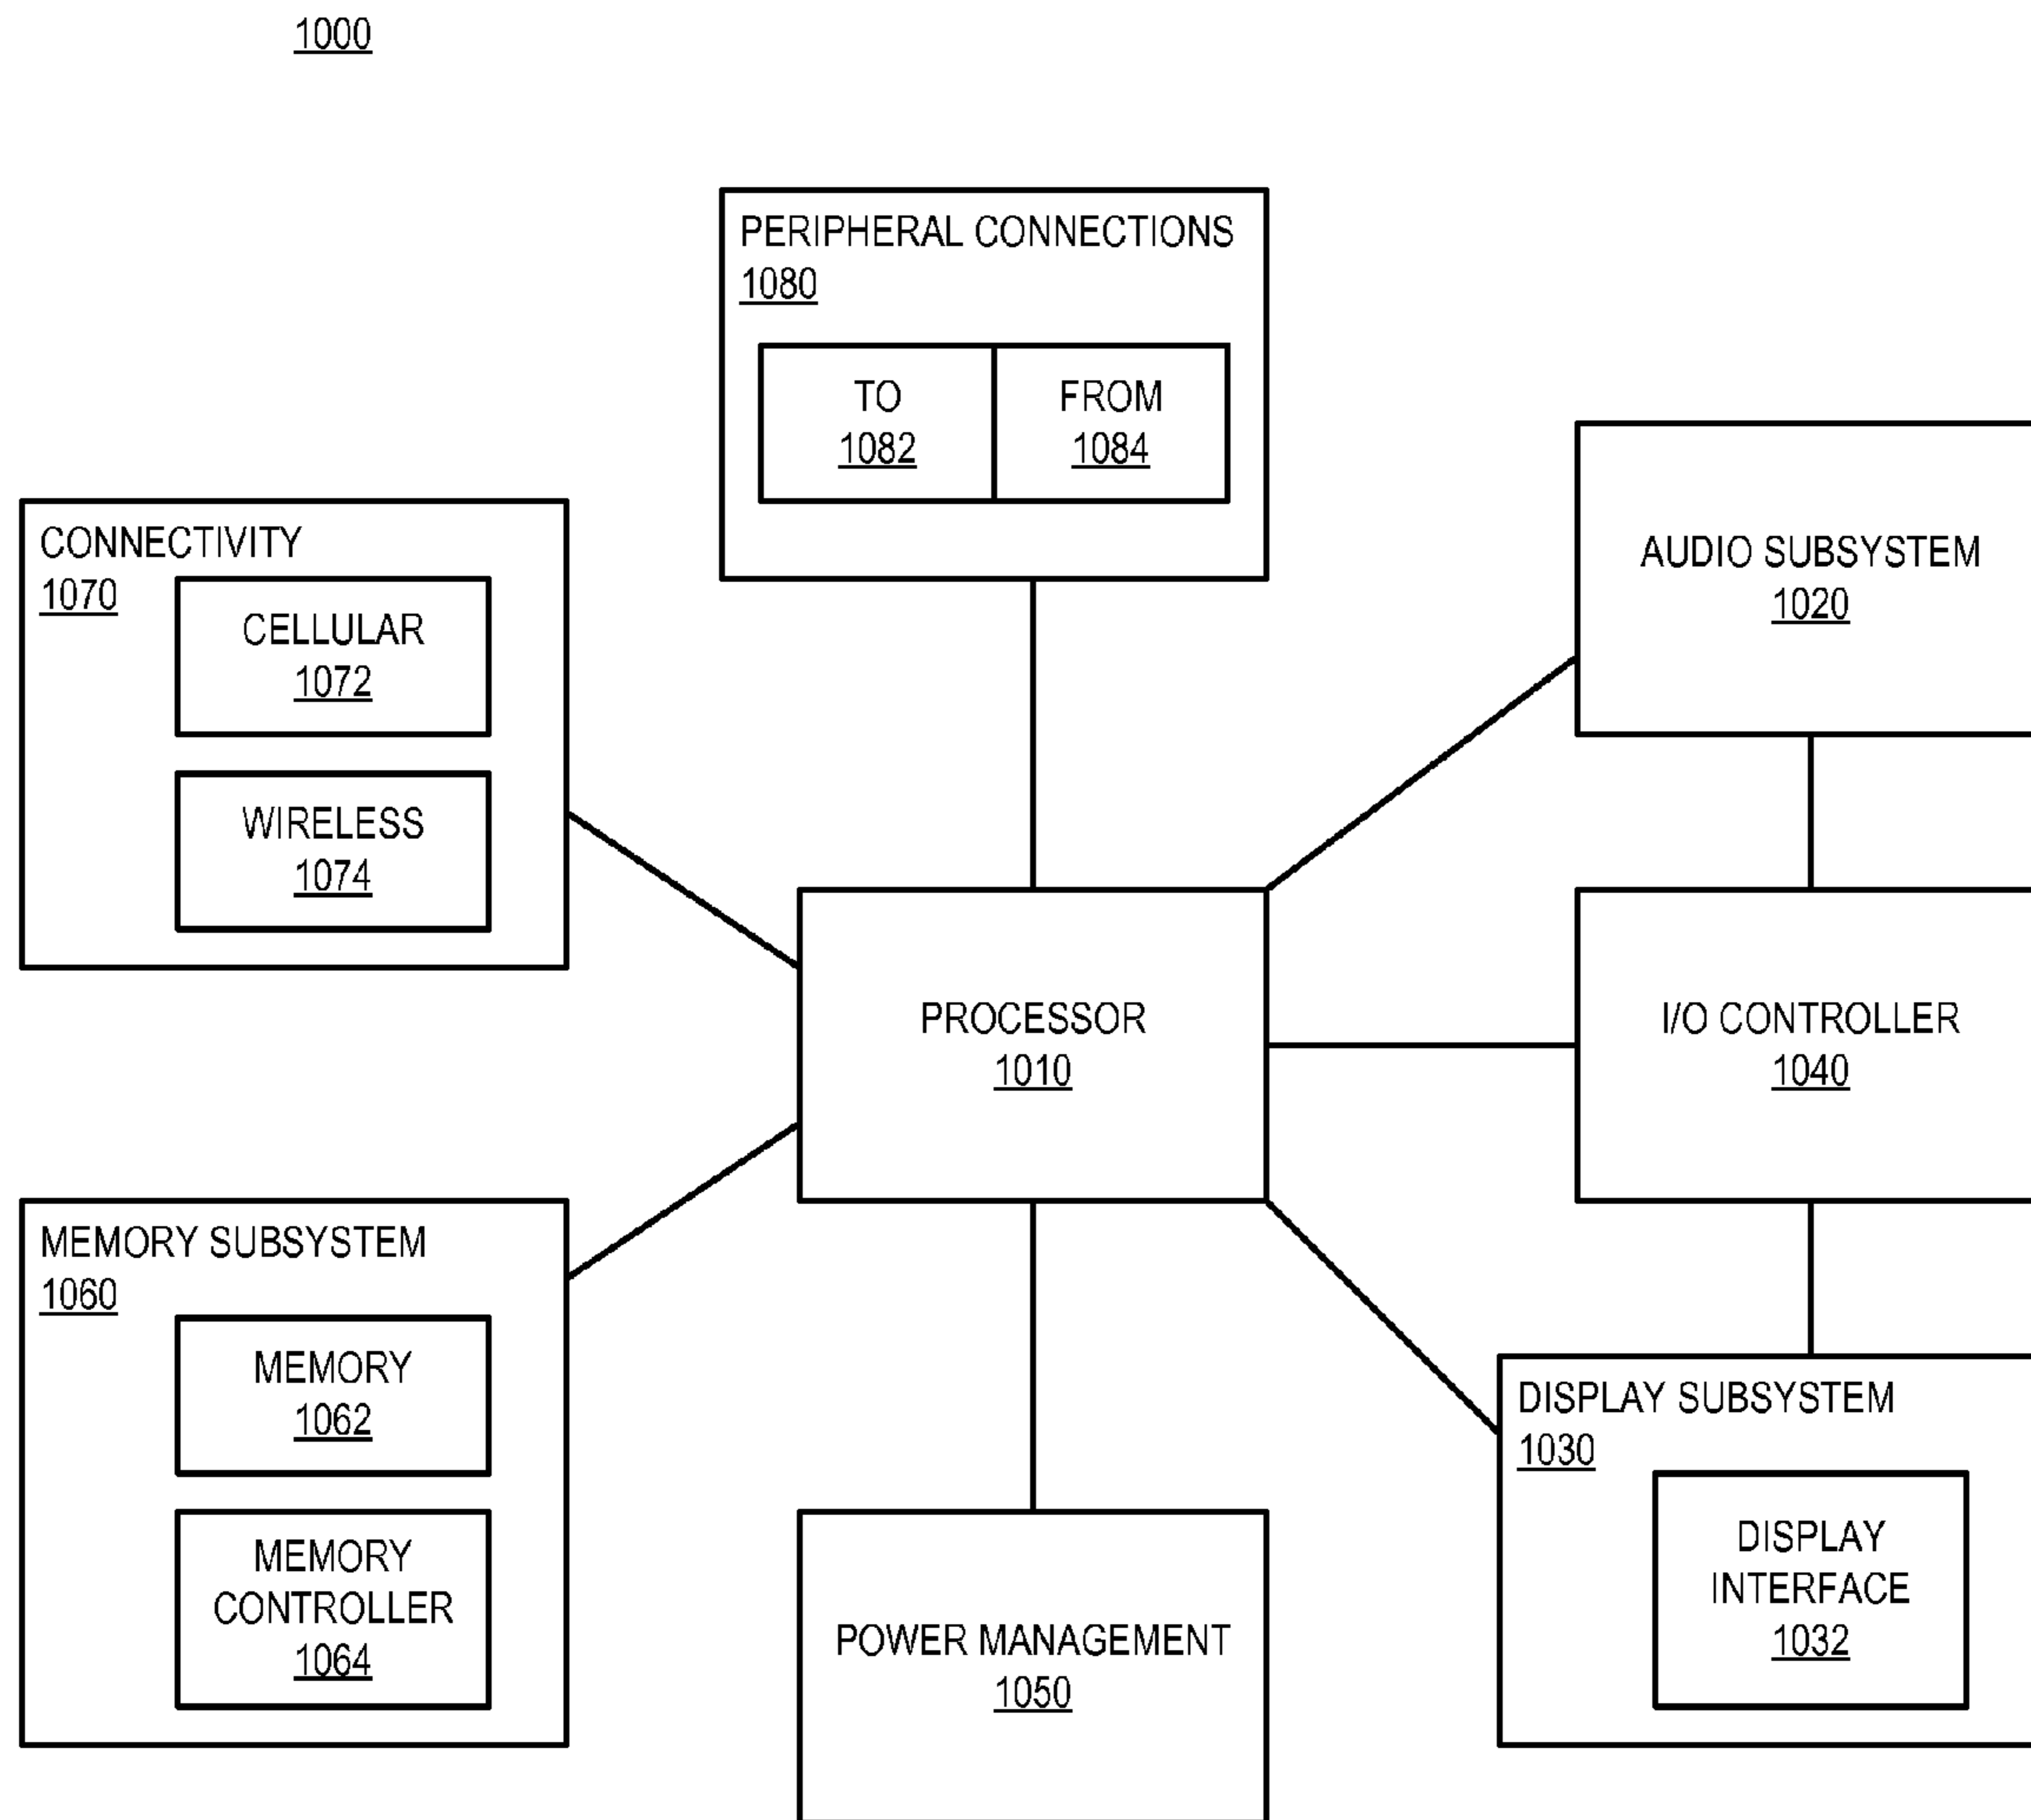 1000
PERIPHERAL CONNECTIONS
1080
TO
1082
FROM
1084
CONNECTIVITY
1070
CELLULAR
1072
WIRELESS
1074
AUDIO SUBSYSTEM
1020
PROCESSOR
1010
I/O CONTROLLER
1040
MEMORY SUBSYSTEM
1060
MEMORY
1062
MEMORY
CONTROLLER
1064
POWER MANAGEMENT
1050
DISPLAY SUBSYSTEM
1030
DISPLAY
INTERFACE
1032